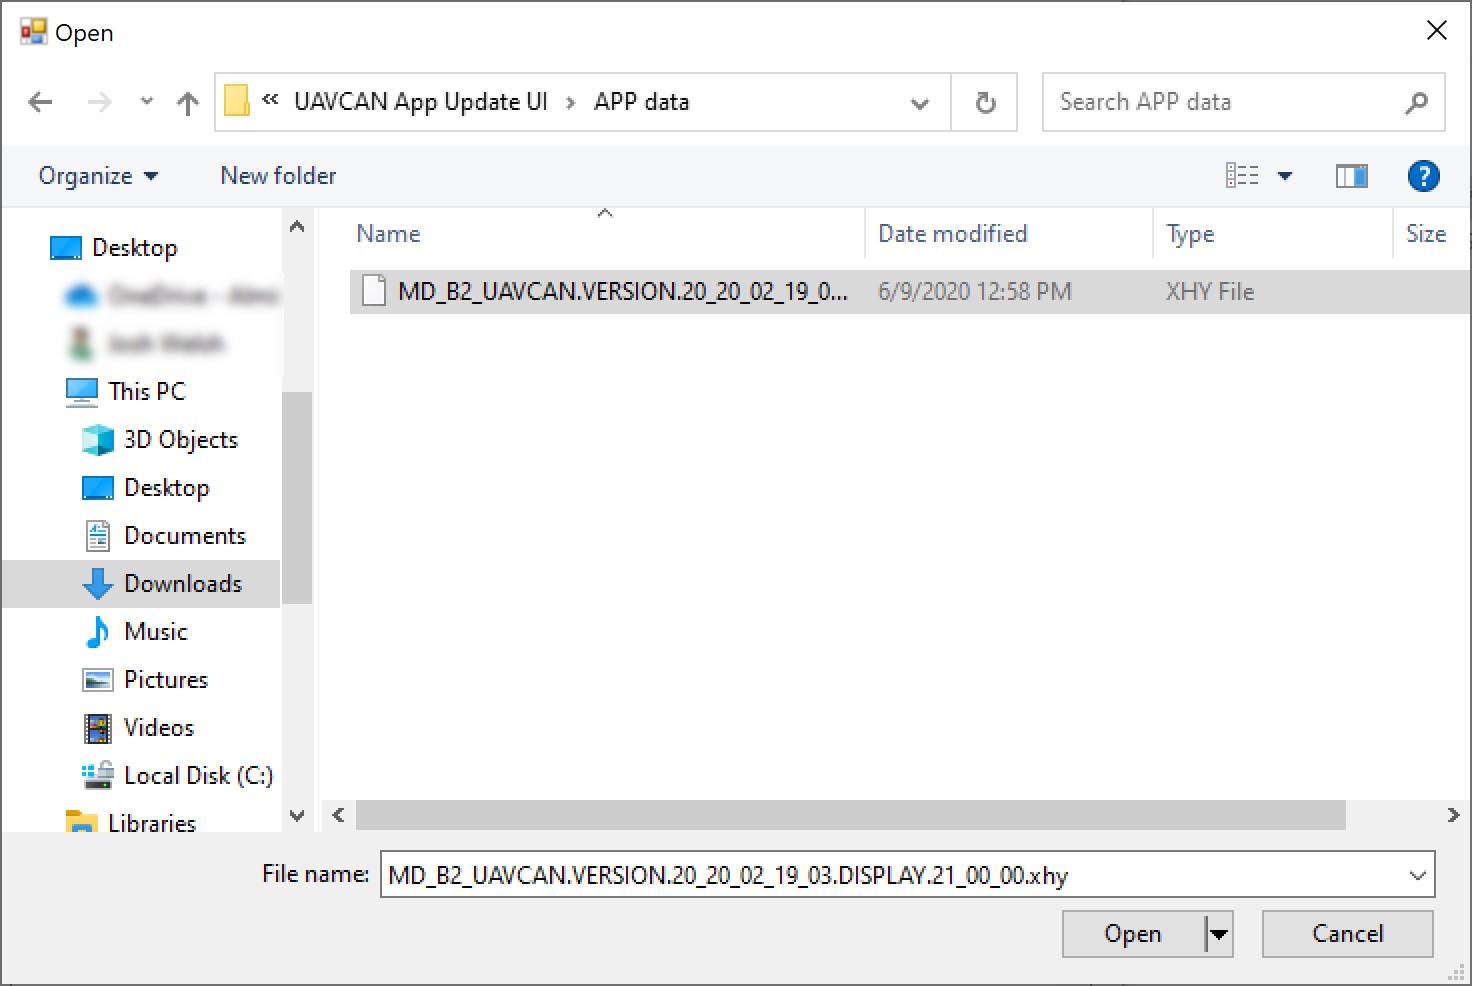 Open
« UAVCAN App Update UI › APP data
Search APP data
Organize
New folder
?
Name
Date modified
Type
Size
MD_B2_UAVCAN.VERSION.20_20_02_19_0...
6/9/2020 12:58 PM
XHY File
Desktop
This PC
3D Objects
Desktop
Documents
Downloads
Music
Pictures
Videos
Local Disk (C:)
Libraries
File name:
MD_B2_UAVCAN.VERSION.20_20_02_19_03.DISPLAY.21_00_00.xhy
Open
Cancel